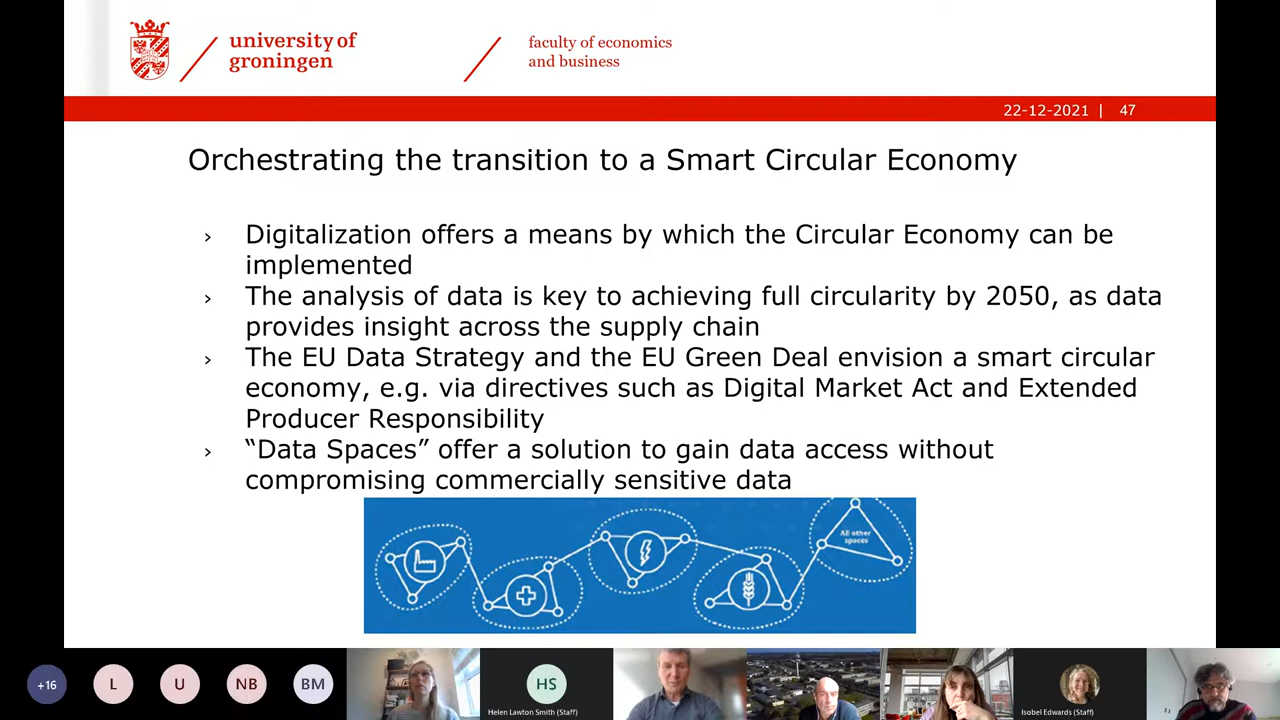 university of
groningen
faculty of economics
and business
22-12-2021 | 47
Orchestrating the transition to a Smart Circular Economy
› Digitalization offers a means by which the Circular Economy can be
implemented
› The analysis of data is key to achieving full circularity by 2050, as data
provides insight across the supply chain
› The EU Data Strategy and the EU Green Deal envision a smart circular
economy, e.g. via directives such as Digital Market Act and Extended
Producer Responsibility
› “Data Spaces” offer a solution to gain data access without
compromising commercially sensitive data
All other
spaces
+16
L
U
NB
BM
HS
Helen Lawton Smith (Staff)
Isobel Edwards (Staff)